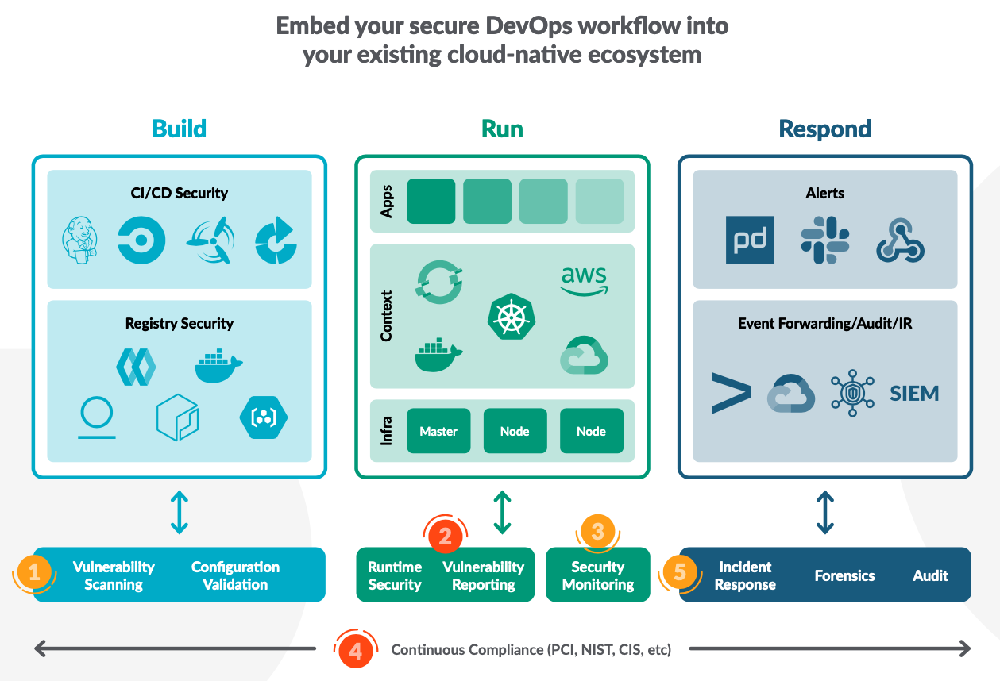 Embed your secure DevOps workflow into
your existing cloud-native ecosystem
Build
CI/CD Security
Registry Security
Run
Apps
Context
aws
Infra
Master
Node
Node
Respond
Alerts
pd
Event Forwarding/Audit/IR
SIEM
1
Vulnerability
Scanning
Configuration
Validation
2
Runtime
Security
Vulnerability
Reporting
3
Security
Monitoring
5
Incident
Response
Forensics
Audit
4
Continuous Compliance (PCI, NIST, CIS, etc)